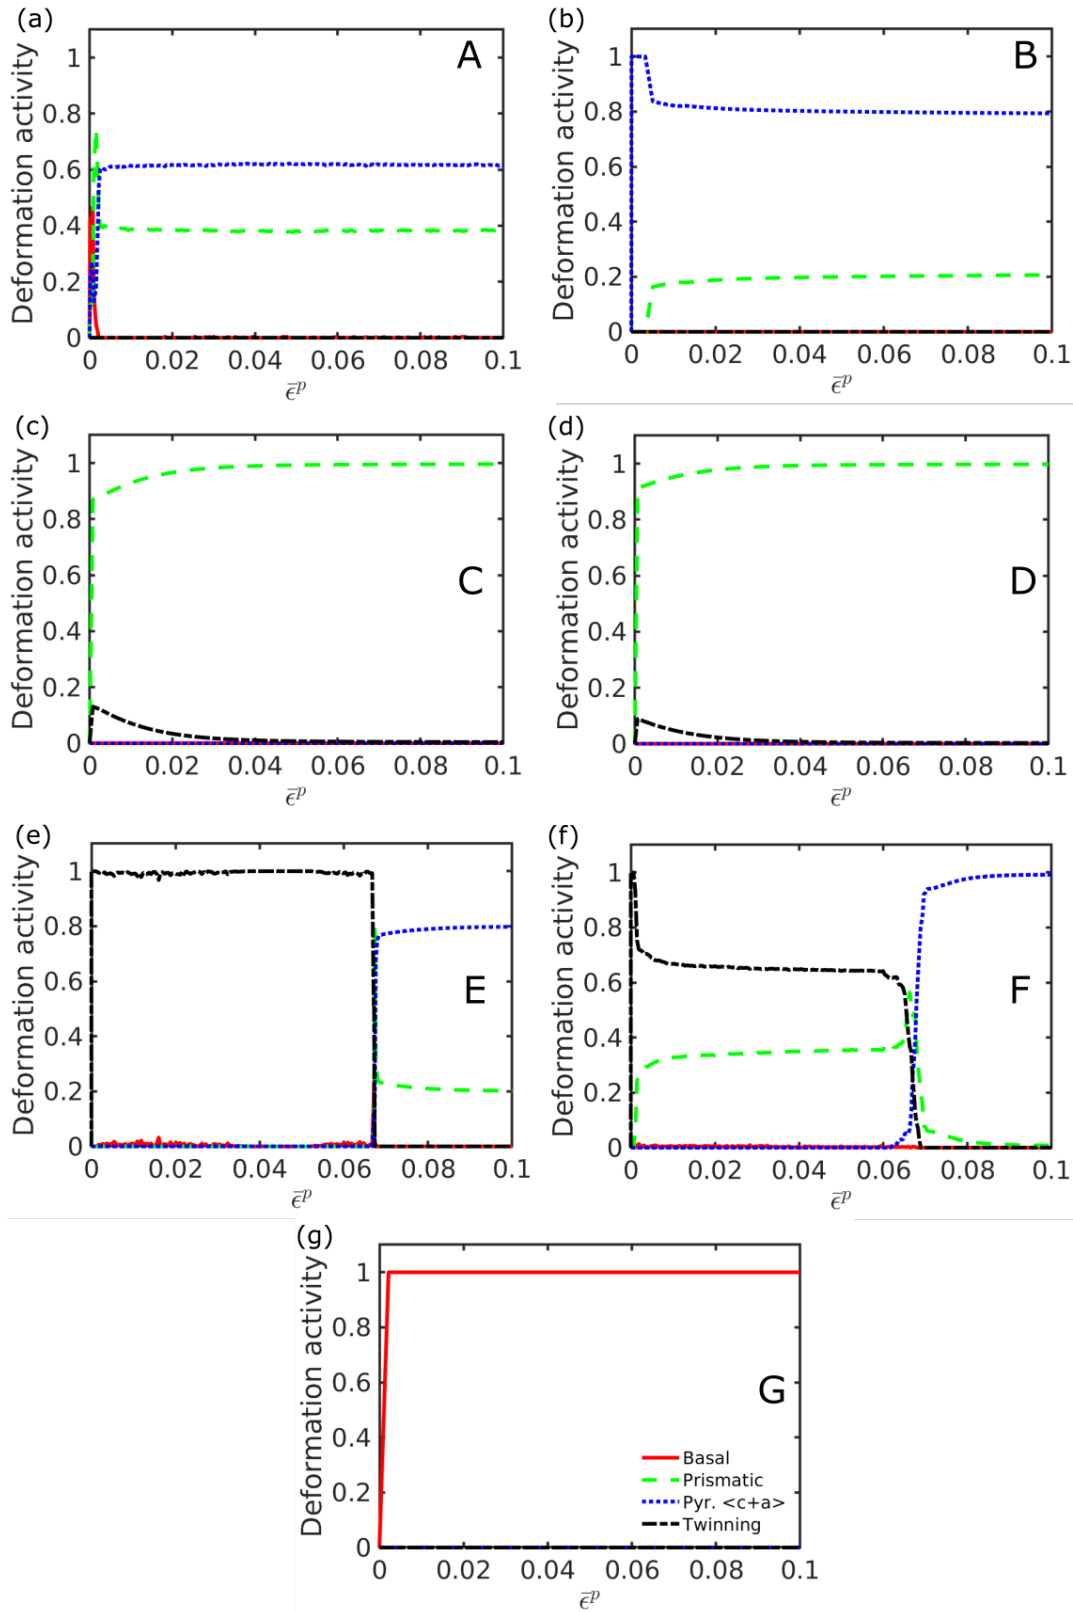 (a)
A
Deformation activity
1
0.8
0.6
0.4
0.2
0
0 0.02 0.04 0.06 0.08 0.1
ε̄ᵖ
(b)
B
Deformation activity
1
0.8
0.6
0.4
0.2
0
0 0.02 0.04 0.06 0.08 0.1
ε̄ᵖ
(c)
C
Deformation activity
1
0.8
0.6
0.4
0.2
0
0 0.02 0.04 0.06 0.08 0.1
ε̄ᵖ
(d)
D
Deformation activity
1
0.8
0.6
0.4
0.2
0
0 0.02 0.04 0.06 0.08 0.1
ε̄ᵖ
(e)
E
Deformation activity
1
0.8
0.6
0.4
0.2
0
0 0.02 0.04 0.06 0.08 0.1
ε̄ᵖ
(f)
F
Deformation activity
1
0.8
0.6
0.4
0.2
0
0 0.02 0.04 0.06 0.08 0.1
ε̄ᵖ
(g)
G
Deformation activity
1
0.8
0.6
0.4
0.2
0
Basal
Prismatic
Pyr. <c+a>
Twinning
0 0.02 0.04 0.06 0.08 0.1
ε̄ᵖ